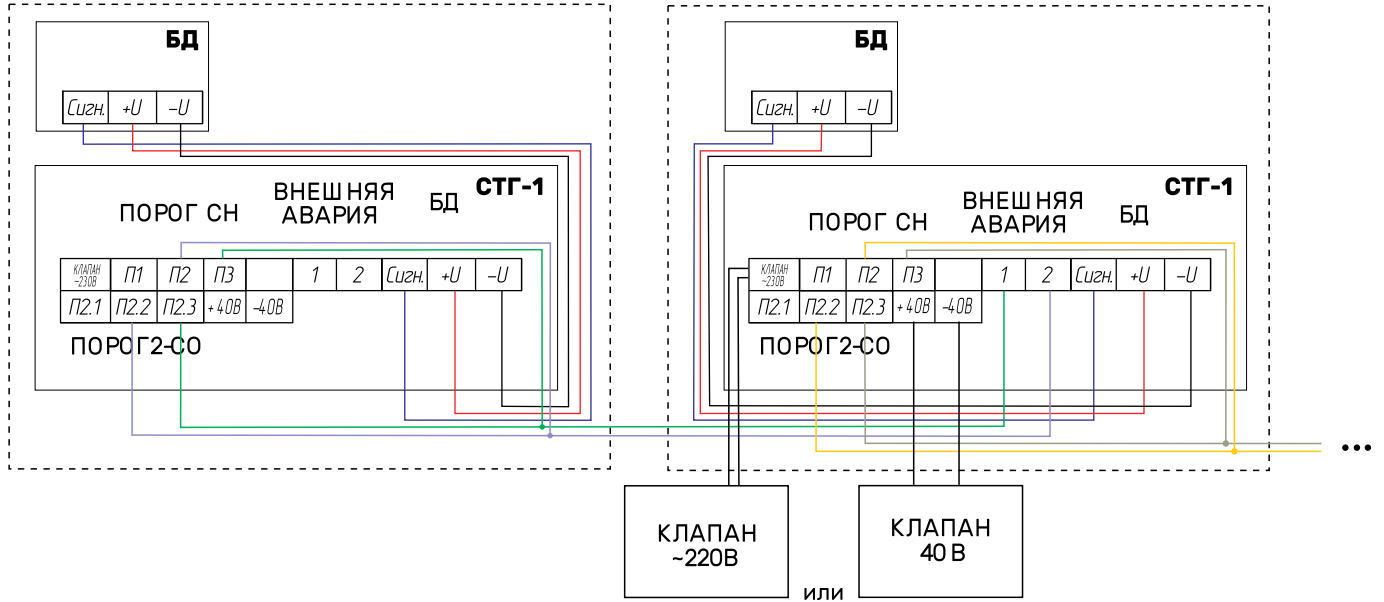 БД
Сигн. +U -U
СТГ-1
ПОРОГ СН
ВНЕШНЯЯ
АВАРИЯ
БД
КЛАПАН
~230В
П1 П2 П3 1 2 Сигн. +U -U
П2.1 П2.2 П2.3 +40В -40В
ПОРОГ2-СО
БД
Сигн. +U -U
СТГ-1
ПОРОГ СН
ВНЕШНЯЯ
АВАРИЯ
БД
КЛАПАН
~230В
П1 П2 П3 1 2 Сигн. +U -U
П2.1 П2.2 П2.3 +40В -40В
ПОРОГ2-СО
...
КЛАПАН
~220В
или
КЛАПАН
40 В